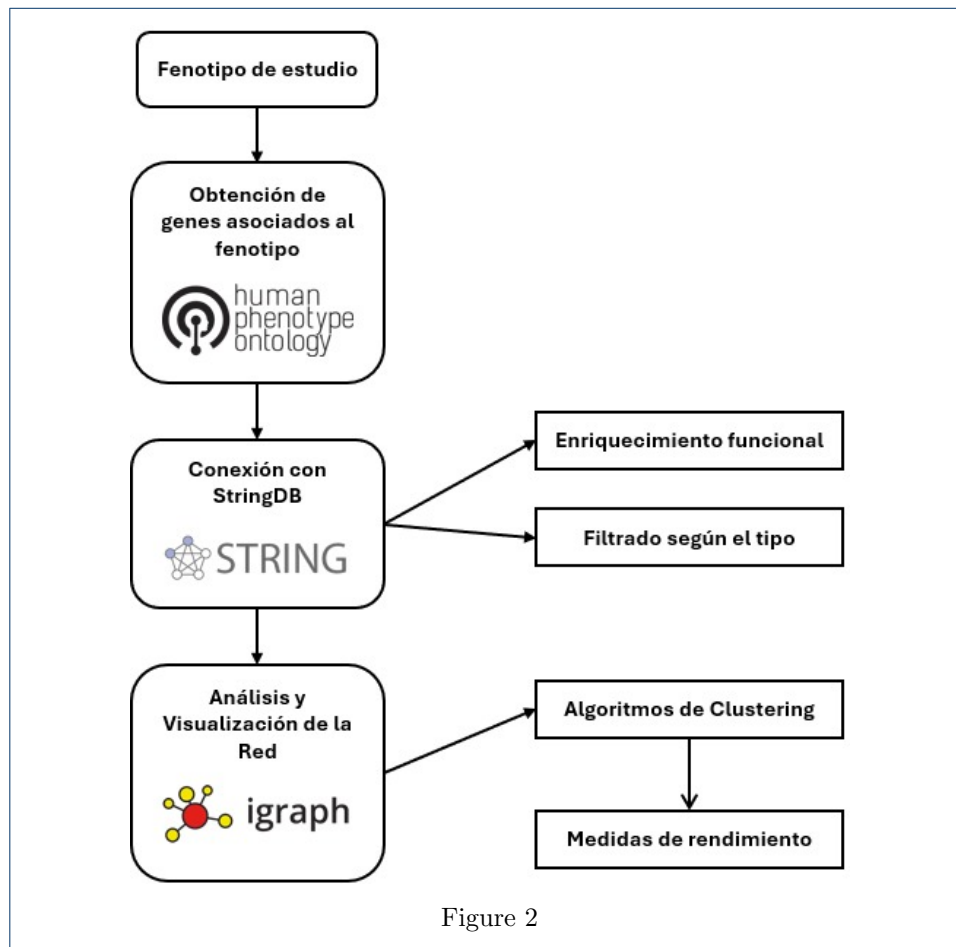 Fenotipo de estudio
Obtención de
genes asociados al
fenotipo
human
phenotype
ontology
Conexión con
StringDB
STRING
Enriquecimiento funcional
Filtrado según el tipo
Análisis y
Visualización de la
Red
igraph
Algoritmos de Clustering
Medidas de rendimiento
Figure 2